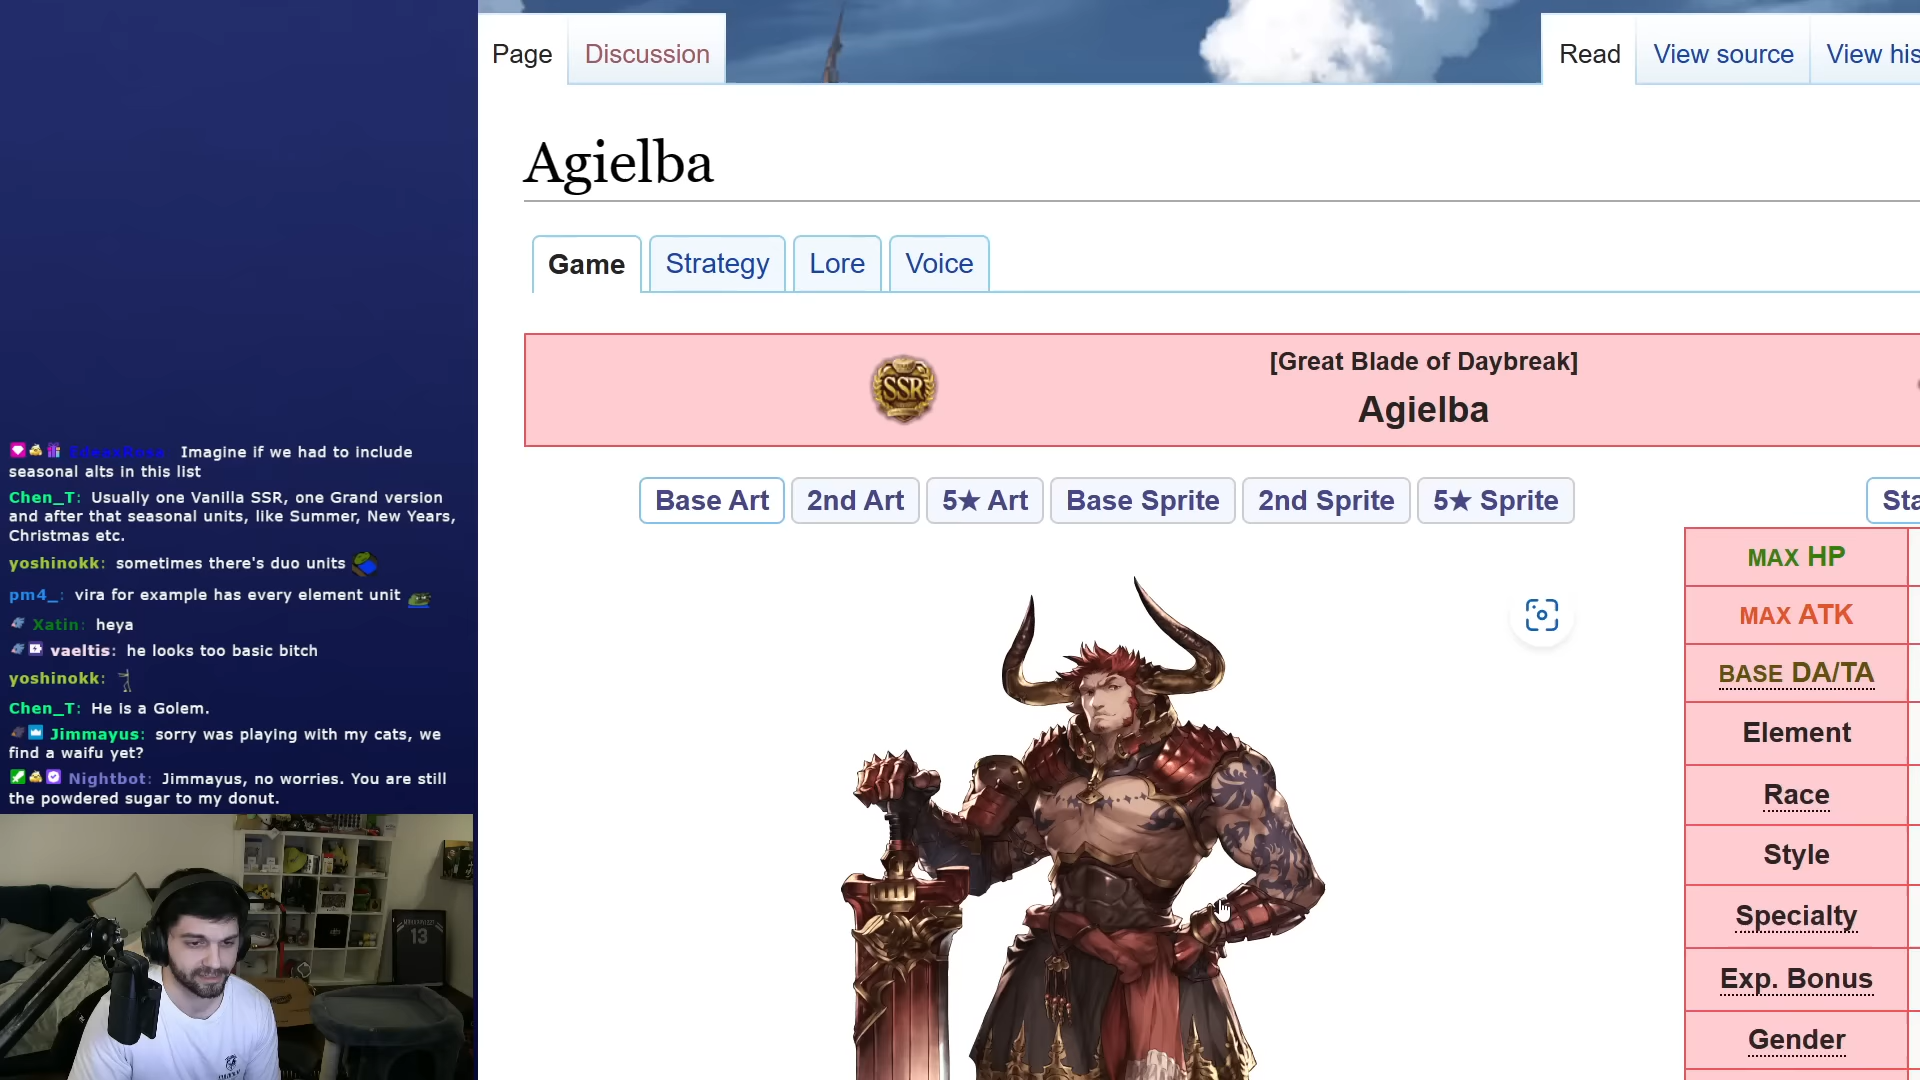 Page
Discussion
Read
View source
View his
Agielba
Game
Strategy
Lore
Voice
SSR
[Great Blade of Daybreak]
Agielba
Base Art
2nd Art
5★ Art
Base Sprite
2nd Sprite
5★ Sprite
Sta
MAX HP
MAX ATK
BASE DA/TA
Element
Race
Style
Specialty
Exp. Bonus
Gender
Imagine if we had to include
seasonal alts in this list
Chen_T: Usually one Vanilla SSR, one Grand version
and after that seasonal units, like Summer, New Years,
Christmas etc.
yoshinokk: sometimes there's duo units
pm4_: vira for example has every element unit
Xatin: heya
vaeltis: he looks too basic bitch
yoshinokk:
Chen_T: He is a Golem.
Jimmayus: sorry was playing with my cats, we
find a waifu yet?
Nightbot: Jimmayus, no worries. You are still
the powdered sugar to my donut.
13